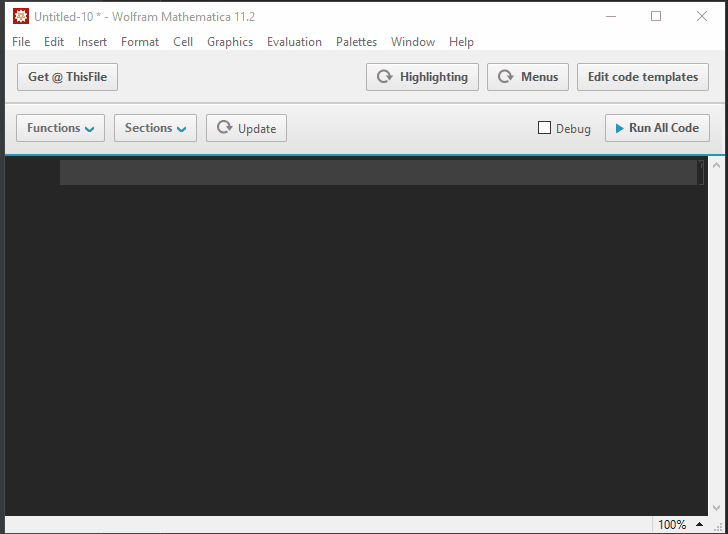 Untitled-10 * - Wolfram Mathematica 11.2
File Edit Insert Format Cell Graphics Evaluation Palettes Window Help
Get @ ThisFile Highlighting Menus Edit code templates
Functions Sections Update Debug Run All Code
100%